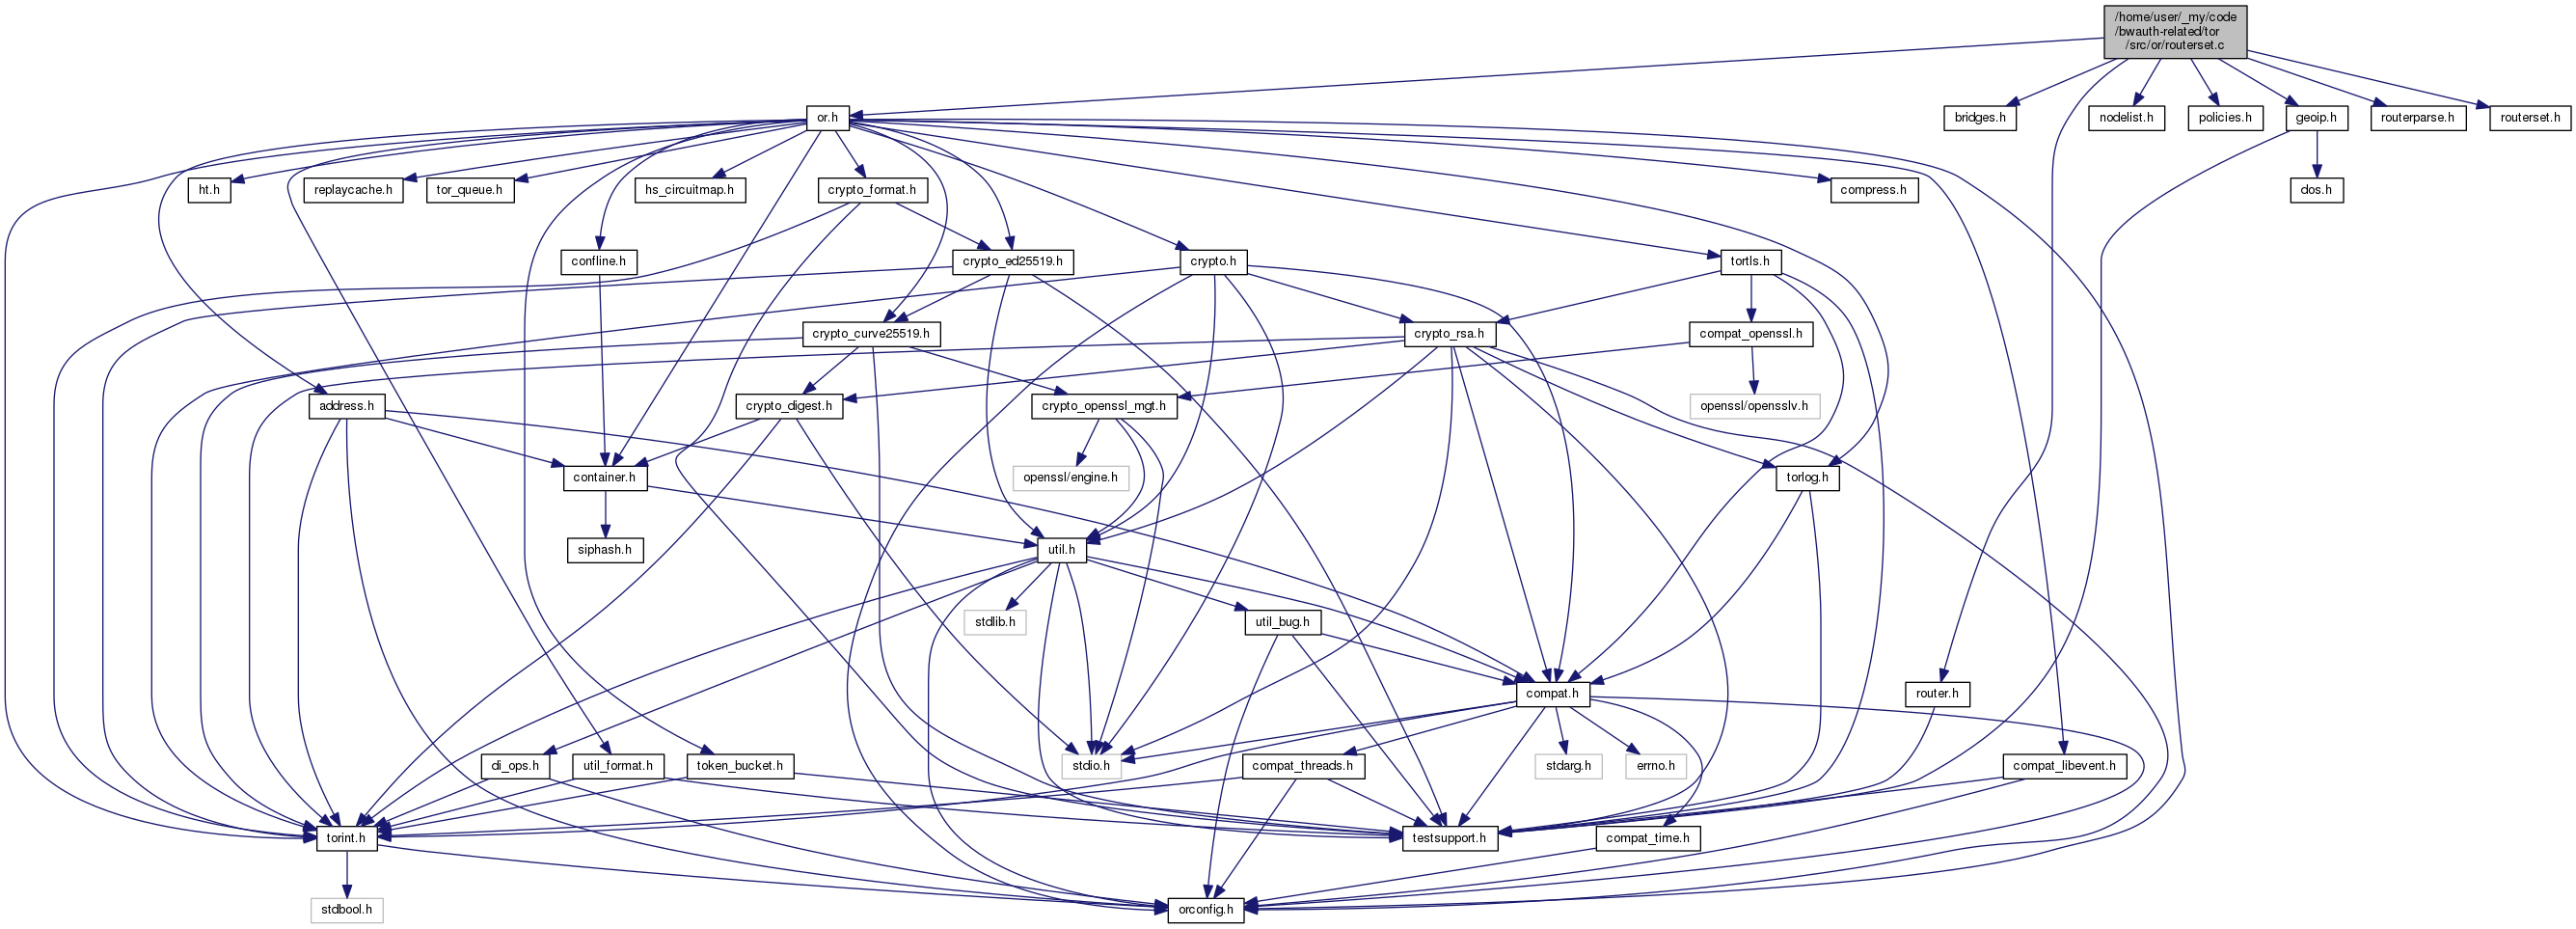 /home/user/_my/code
/bwauth-related/tor
/src/or/routerset.c
or.h
bridges.h
nodelist.h
policies.h
geoip.h
routerparse.h
routerset.h
ht.h
replaycache.h
tor_queue.h
hs_circuitmap.h
crypto_format.h
compress.h
dos.h
confline.h
crypto_ed25519.h
crypto.h
tortls.h
crypto_curve25519.h
crypto_rsa.h
compat_openssl.h
address.h
crypto_digest.h
crypto_openssl_mgt.h
openssl/opensslv.h
container.h
openssl/engine.h
torlog.h
siphash.h
util.h
stdlib.h
util_bug.h
compat.h
router.h
di_ops.h
util_format.h
token_bucket.h
stdio.h
compat_threads.h
stdarg.h
errno.h
compat_libevent.h
torint.h
testsupport.h
compat_time.h
stdbool.h
orconfig.h